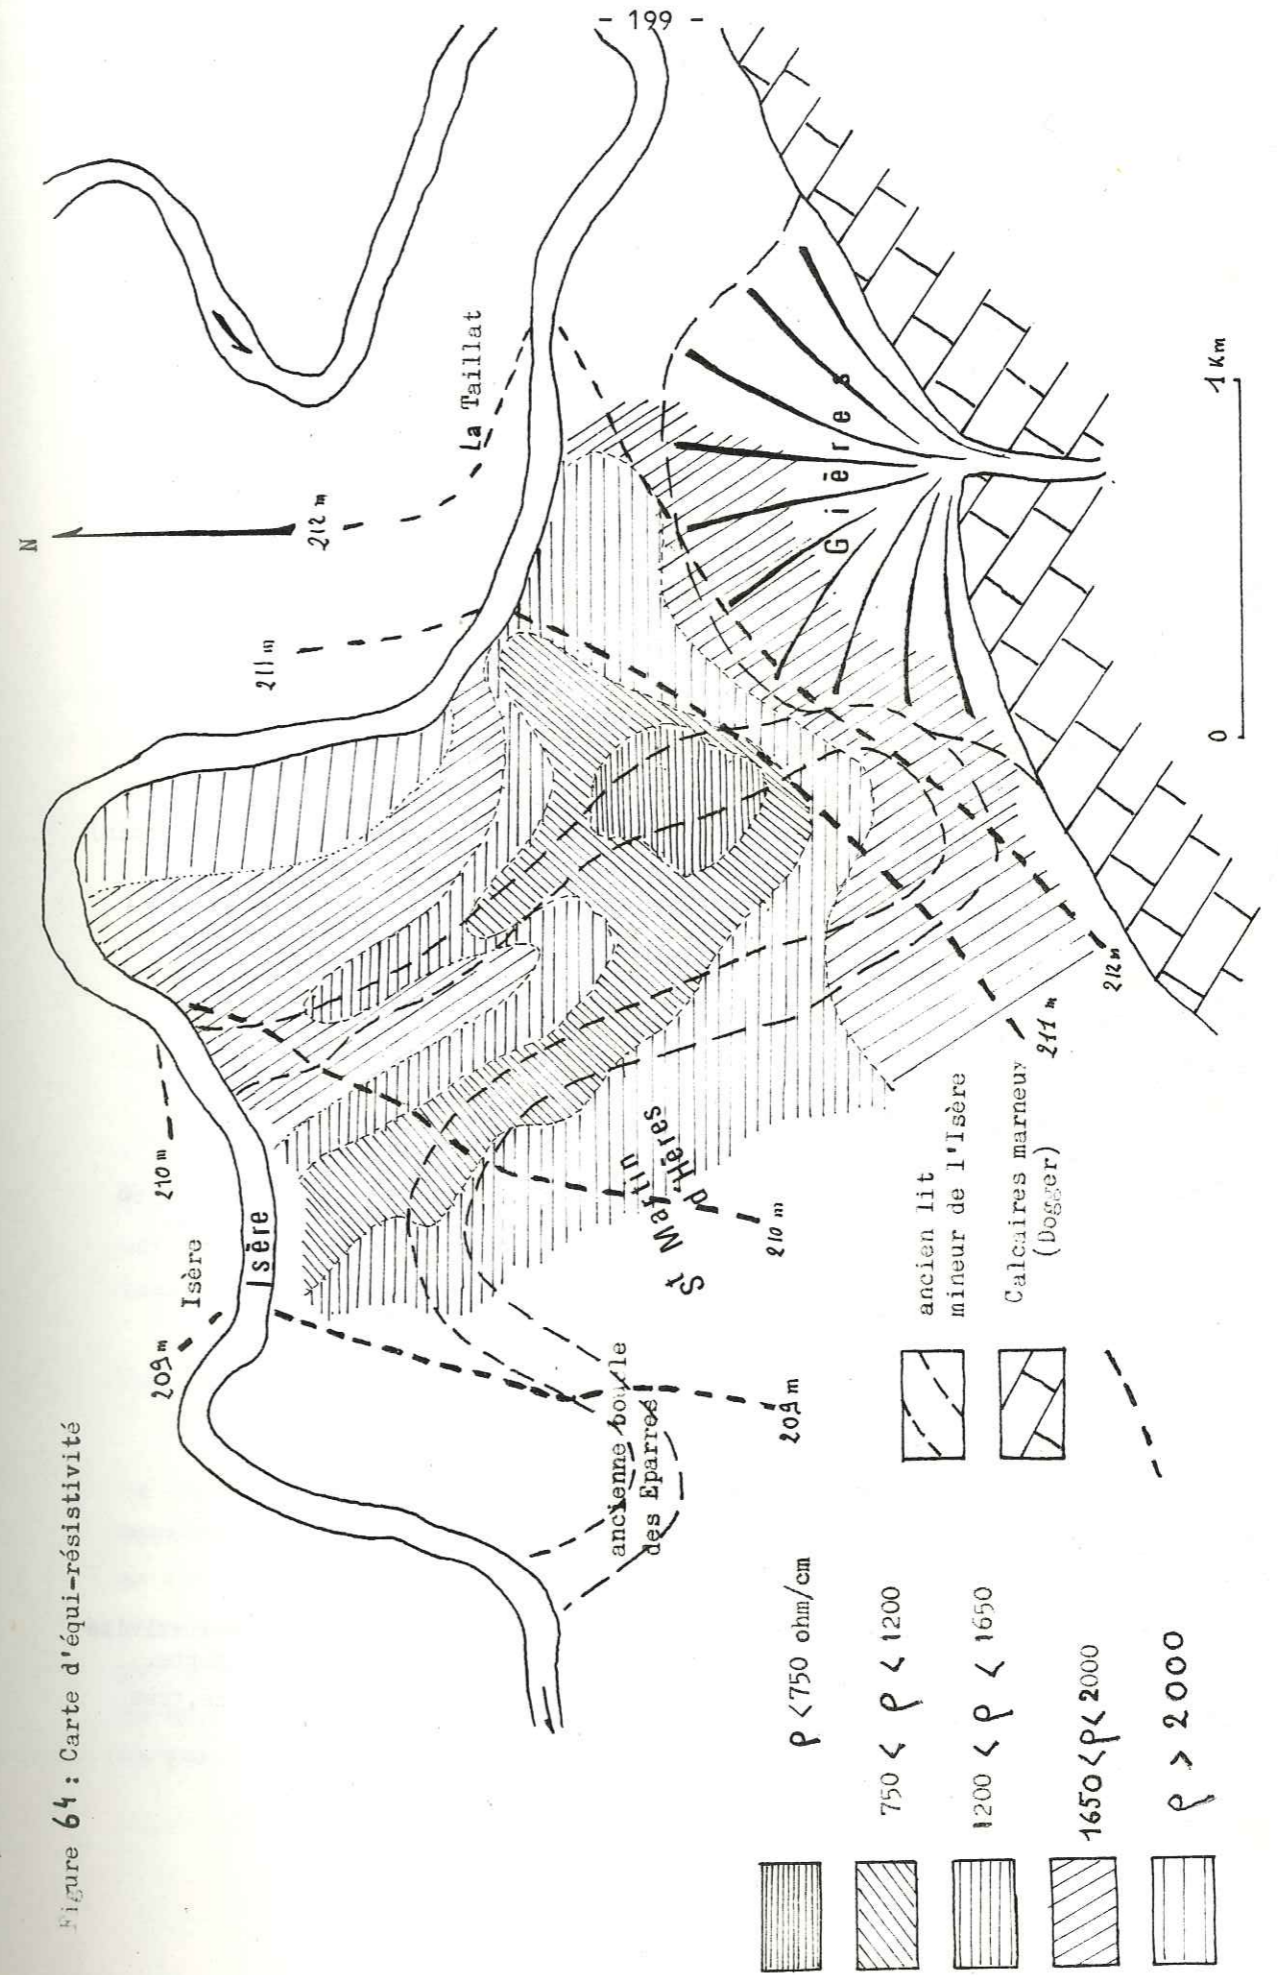 - 199 -
Figure 64 : Carte d'équi-résistivité
N
La Taillat
212 m
211 m
210 m
Isère
Isère
209 m
Gières
St Martin
d'Hères
ancienne boucle
des Eparres
209 m
210 m
211 m
212 m
0
1 Km
ρ < 750 ohm/cm
750 < ρ < 1200
1200 < ρ < 1650
1650 < ρ < 2000
ρ > 2000
ancien lit
mineur de l'Isère
Calcaires marneux
(Dogger)